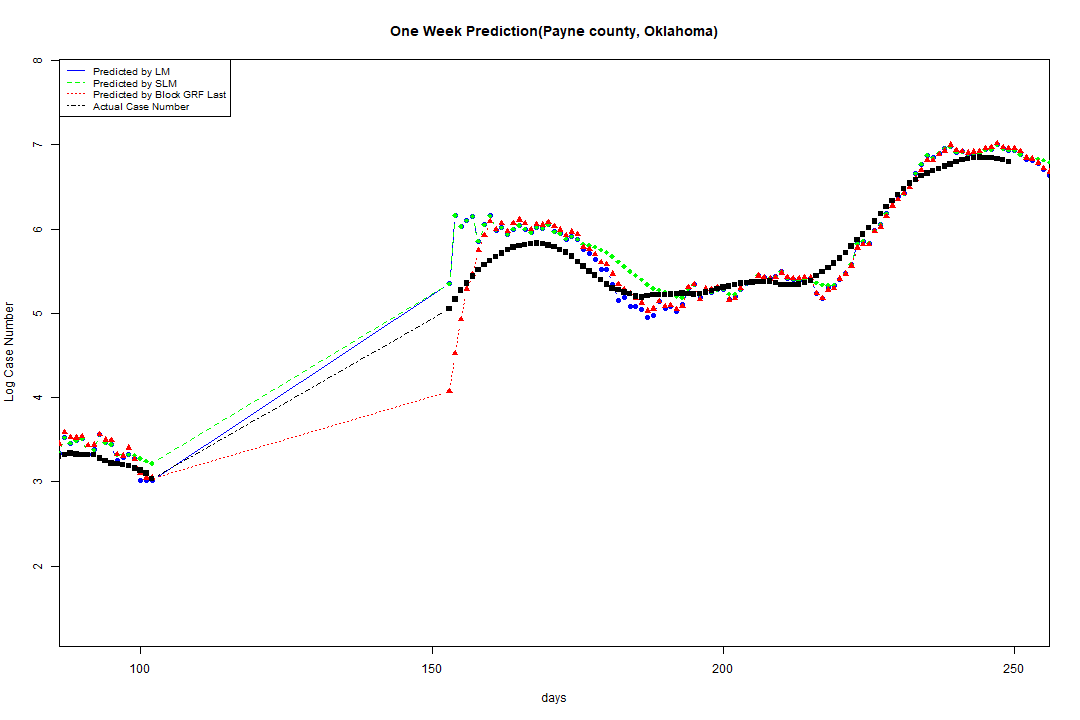 One Week Prediction(Payne county, Oklahoma)
Predicted by LM
Predicted by SLM
Predicted by Block GRF Last
Actual Case Number
8
7
6
5
4
3
2
Log Case Number
100
150
200
250
days